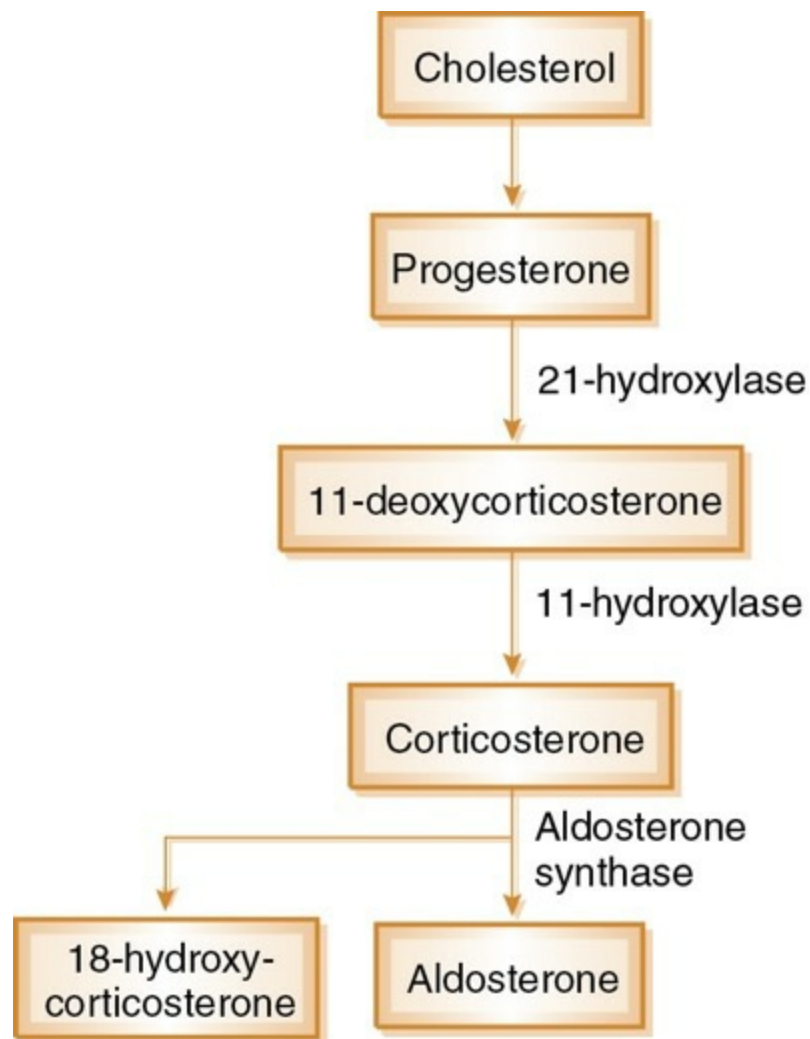 Cholesterol
Progesterone
21-hydroxylase
11-deoxycorticosterone
11-hydroxylase
Corticosterone
Aldosterone
synthase
18-hydroxy-
corticosterone
Aldosterone